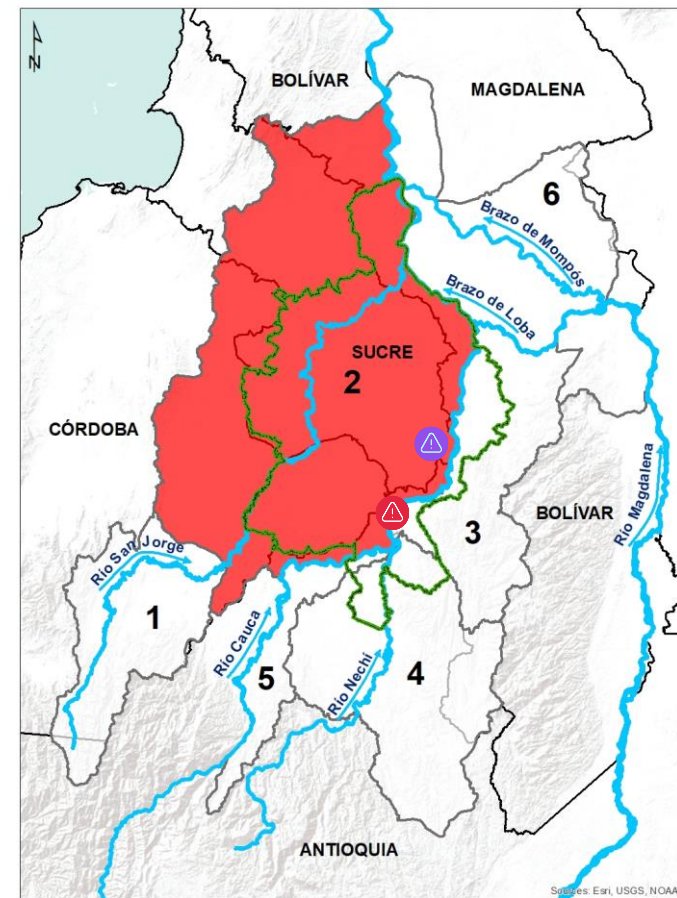 N
BOLÍVAR
MAGDALENA
6
Brazo de Mompós
Brazo de Loba
SUCRE
2
CÓRDOBA
BOLÍVAR
3
Río Magdalena
Río San Jorge
1
Río Cauca
5
Río Nechi
4
ANTIOQUIA
Sources: Esri, USGS, NOAA